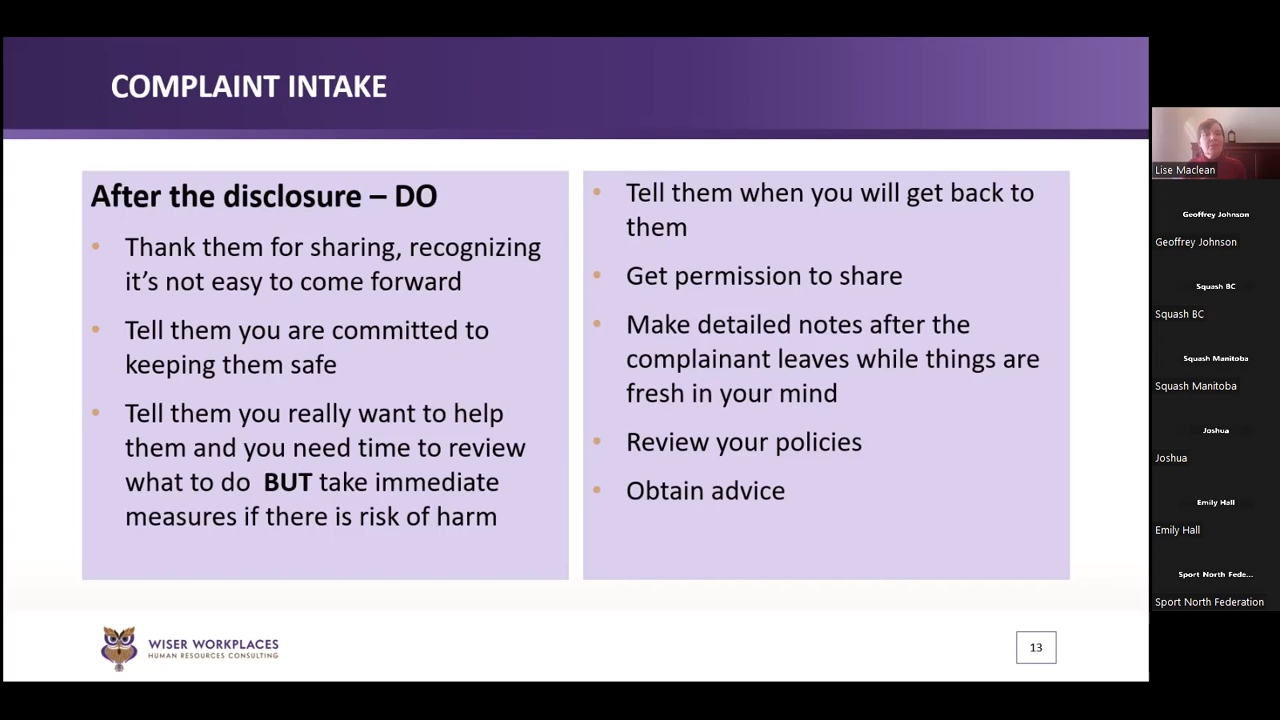 COMPLAINT INTAKE
After the disclosure – DO
• Thank them for sharing, recognizing
it’s not easy to come forward
• Tell them you are committed to
keeping them safe
• Tell them you really want to help
them and you need time to review
what to do BUT take immediate
measures if there is risk of harm
• Tell them when you will get back to
them
• Get permission to share
• Make detailed notes after the
complainant leaves while things are
fresh in your mind
• Review your policies
• Obtain advice
WISER WORKPLACES
HUMAN RESOURCES CONSULTING
13
Lise Maclean
Geoffrey Johnson
Geoffrey Johnson
Squash BC
Squash BC
Squash Manitoba
Squash Manitoba
Joshua
Joshua
Emily Hall
Emily Hall
Sport North Fede...
Sport North Federation